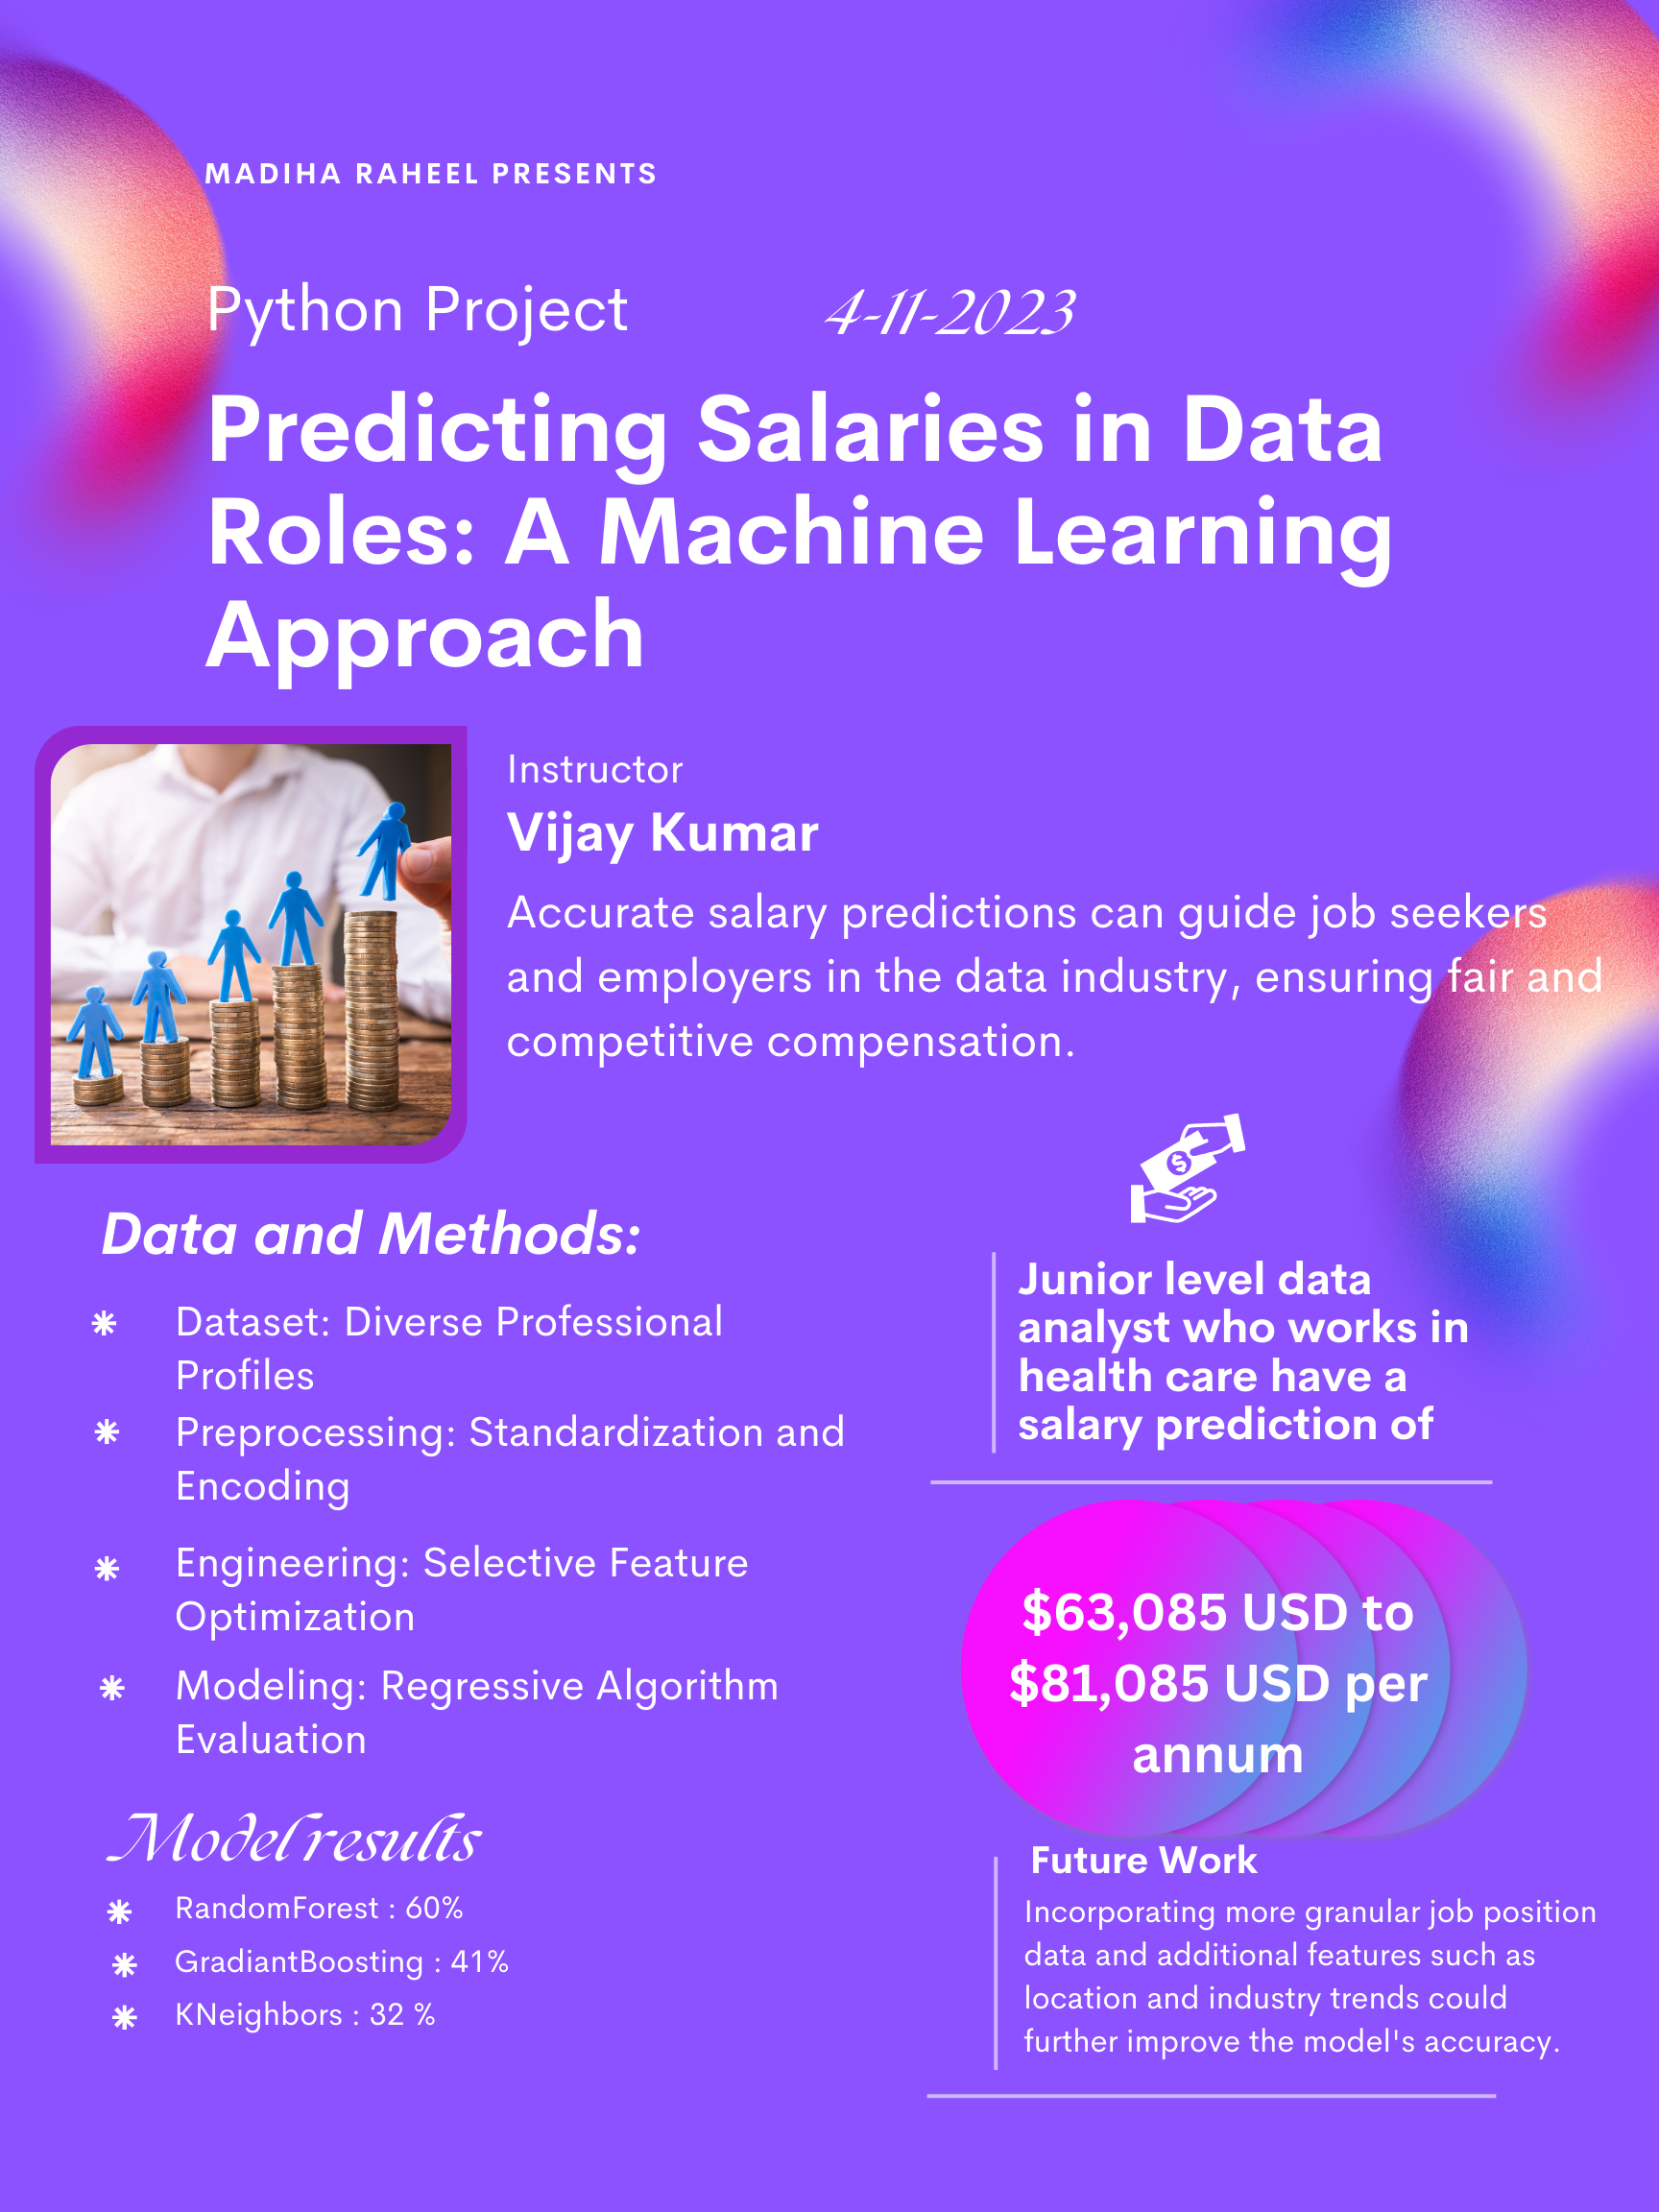 MADIHA RAHEEL PRESENTS
Python Project
4-11-2023
Predicting Salaries in Data
Roles: A Machine Learning
Approach
Instructor
Vijay Kumar
Accurate salary predictions can guide job seekers
and employers in the data industry, ensuring fair and
competitive compensation.
Data and Methods:
Dataset: Diverse Professional
Profiles
Preprocessing: Standardization and
Encoding
Engineering: Selective Feature
Optimization
Modeling: Regressive Algorithm
Evaluation
Model results
RandomForest : 60%
GradiantBoosting : 41%
KNeighbors : 32 %
$
Junior level data
analyst who works in
health care have a
salary prediction of
$63,085 USD to
$81,085 USD per
annum
Future Work
Incorporating more granular job position
data and additional features such as
location and industry trends could
further improve the model's accuracy.